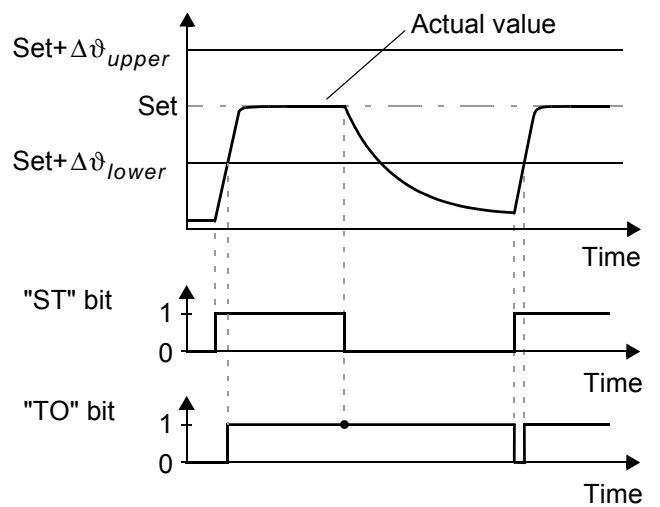 Actual value
Set+Δϑupper
Set
Set+Δϑlower
Time
"ST" bit
1
0
Time
"TO" bit
1
0
Time